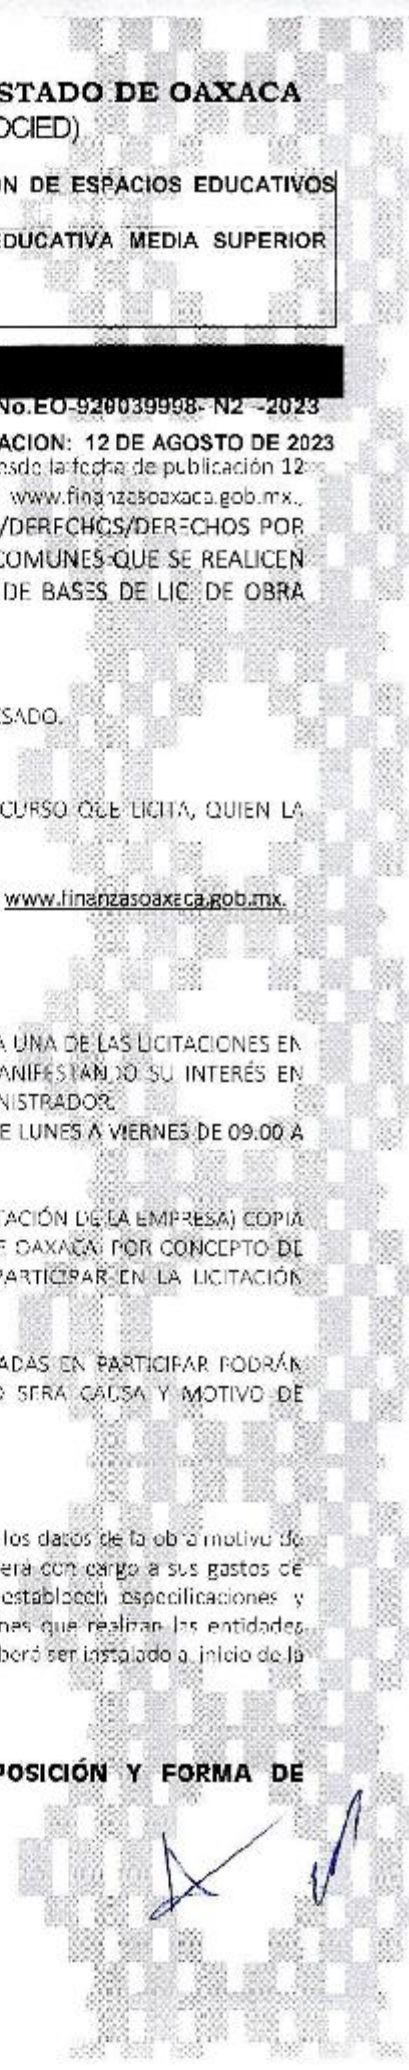 STADO DE OAXACA
OCIED)
N DE ESPACIOS EDUCATIVOS
EDUCATIVA MEDIA SUPERIOR
No.EO-920039998- N2 -2023
ACION: 12 DE AGOSTO DE 2023
esde la fecha de publicación 12
www.finanzasoaxaca.gob.mx.,
/DERECHOS/DERECHOS POR
COMUNES QUE SE REALICEN
DE BASES DE LIC. DE OBRA
ESADO.
CURSO QUE LICITA, QUIEN LA
www.finanzasoaxaca.gob.mx.
A UNA DE LAS LICITACIONES EN
ANIFESTANDO SU INTERÉS EN
NISTRADOR.
E LUNES A VIERNES DE 09.00 A
TACIÓN DE LA EMPRESA) COPIA
E OAXACA) POR CONCEPTO DE
PARTICIPAR EN LA LICITACIÓN
ADAS EN PARTICIPAR PODRÁN
O SERA CAUSA Y MOTIVO DE
los datos de la obra motivo de
era con cargo a sus gastos de
establecen especificaciones y
nes que realizan las entidades
berá ser instalado al inicio de la
POSICIÓN Y FORMA DE